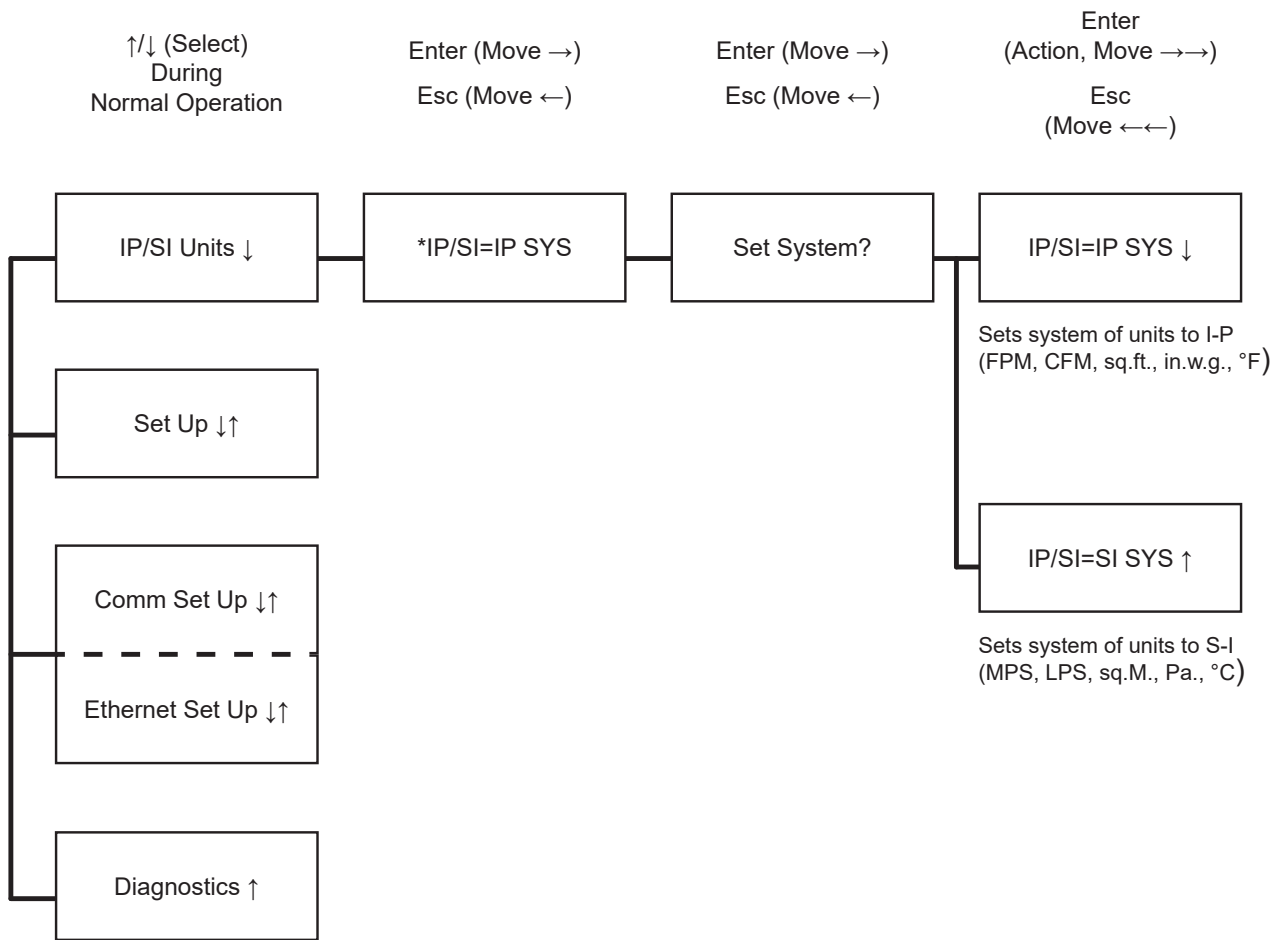 ↑/↓ (Select)
During
Normal Operation
Enter (Move →)
Esc (Move ←)
Enter (Move →)
Esc (Move ←)
Enter
(Action, Move →→)
Esc
(Move ←←)
IP/SI Units ↓
*IP/SI=IP SYS
Set System?
IP/SI=IP SYS ↓
Sets system of units to I-P
(FPM, CFM, sq.ft., in.w.g., °F)
Set Up ↓↑
IP/SI=SI SYS ↑
Sets system of units to S-I
(MPS, LPS, sq.M., Pa., °C)
Comm Set Up ↓↑
Ethernet Set Up ↓↑
Diagnostics ↑